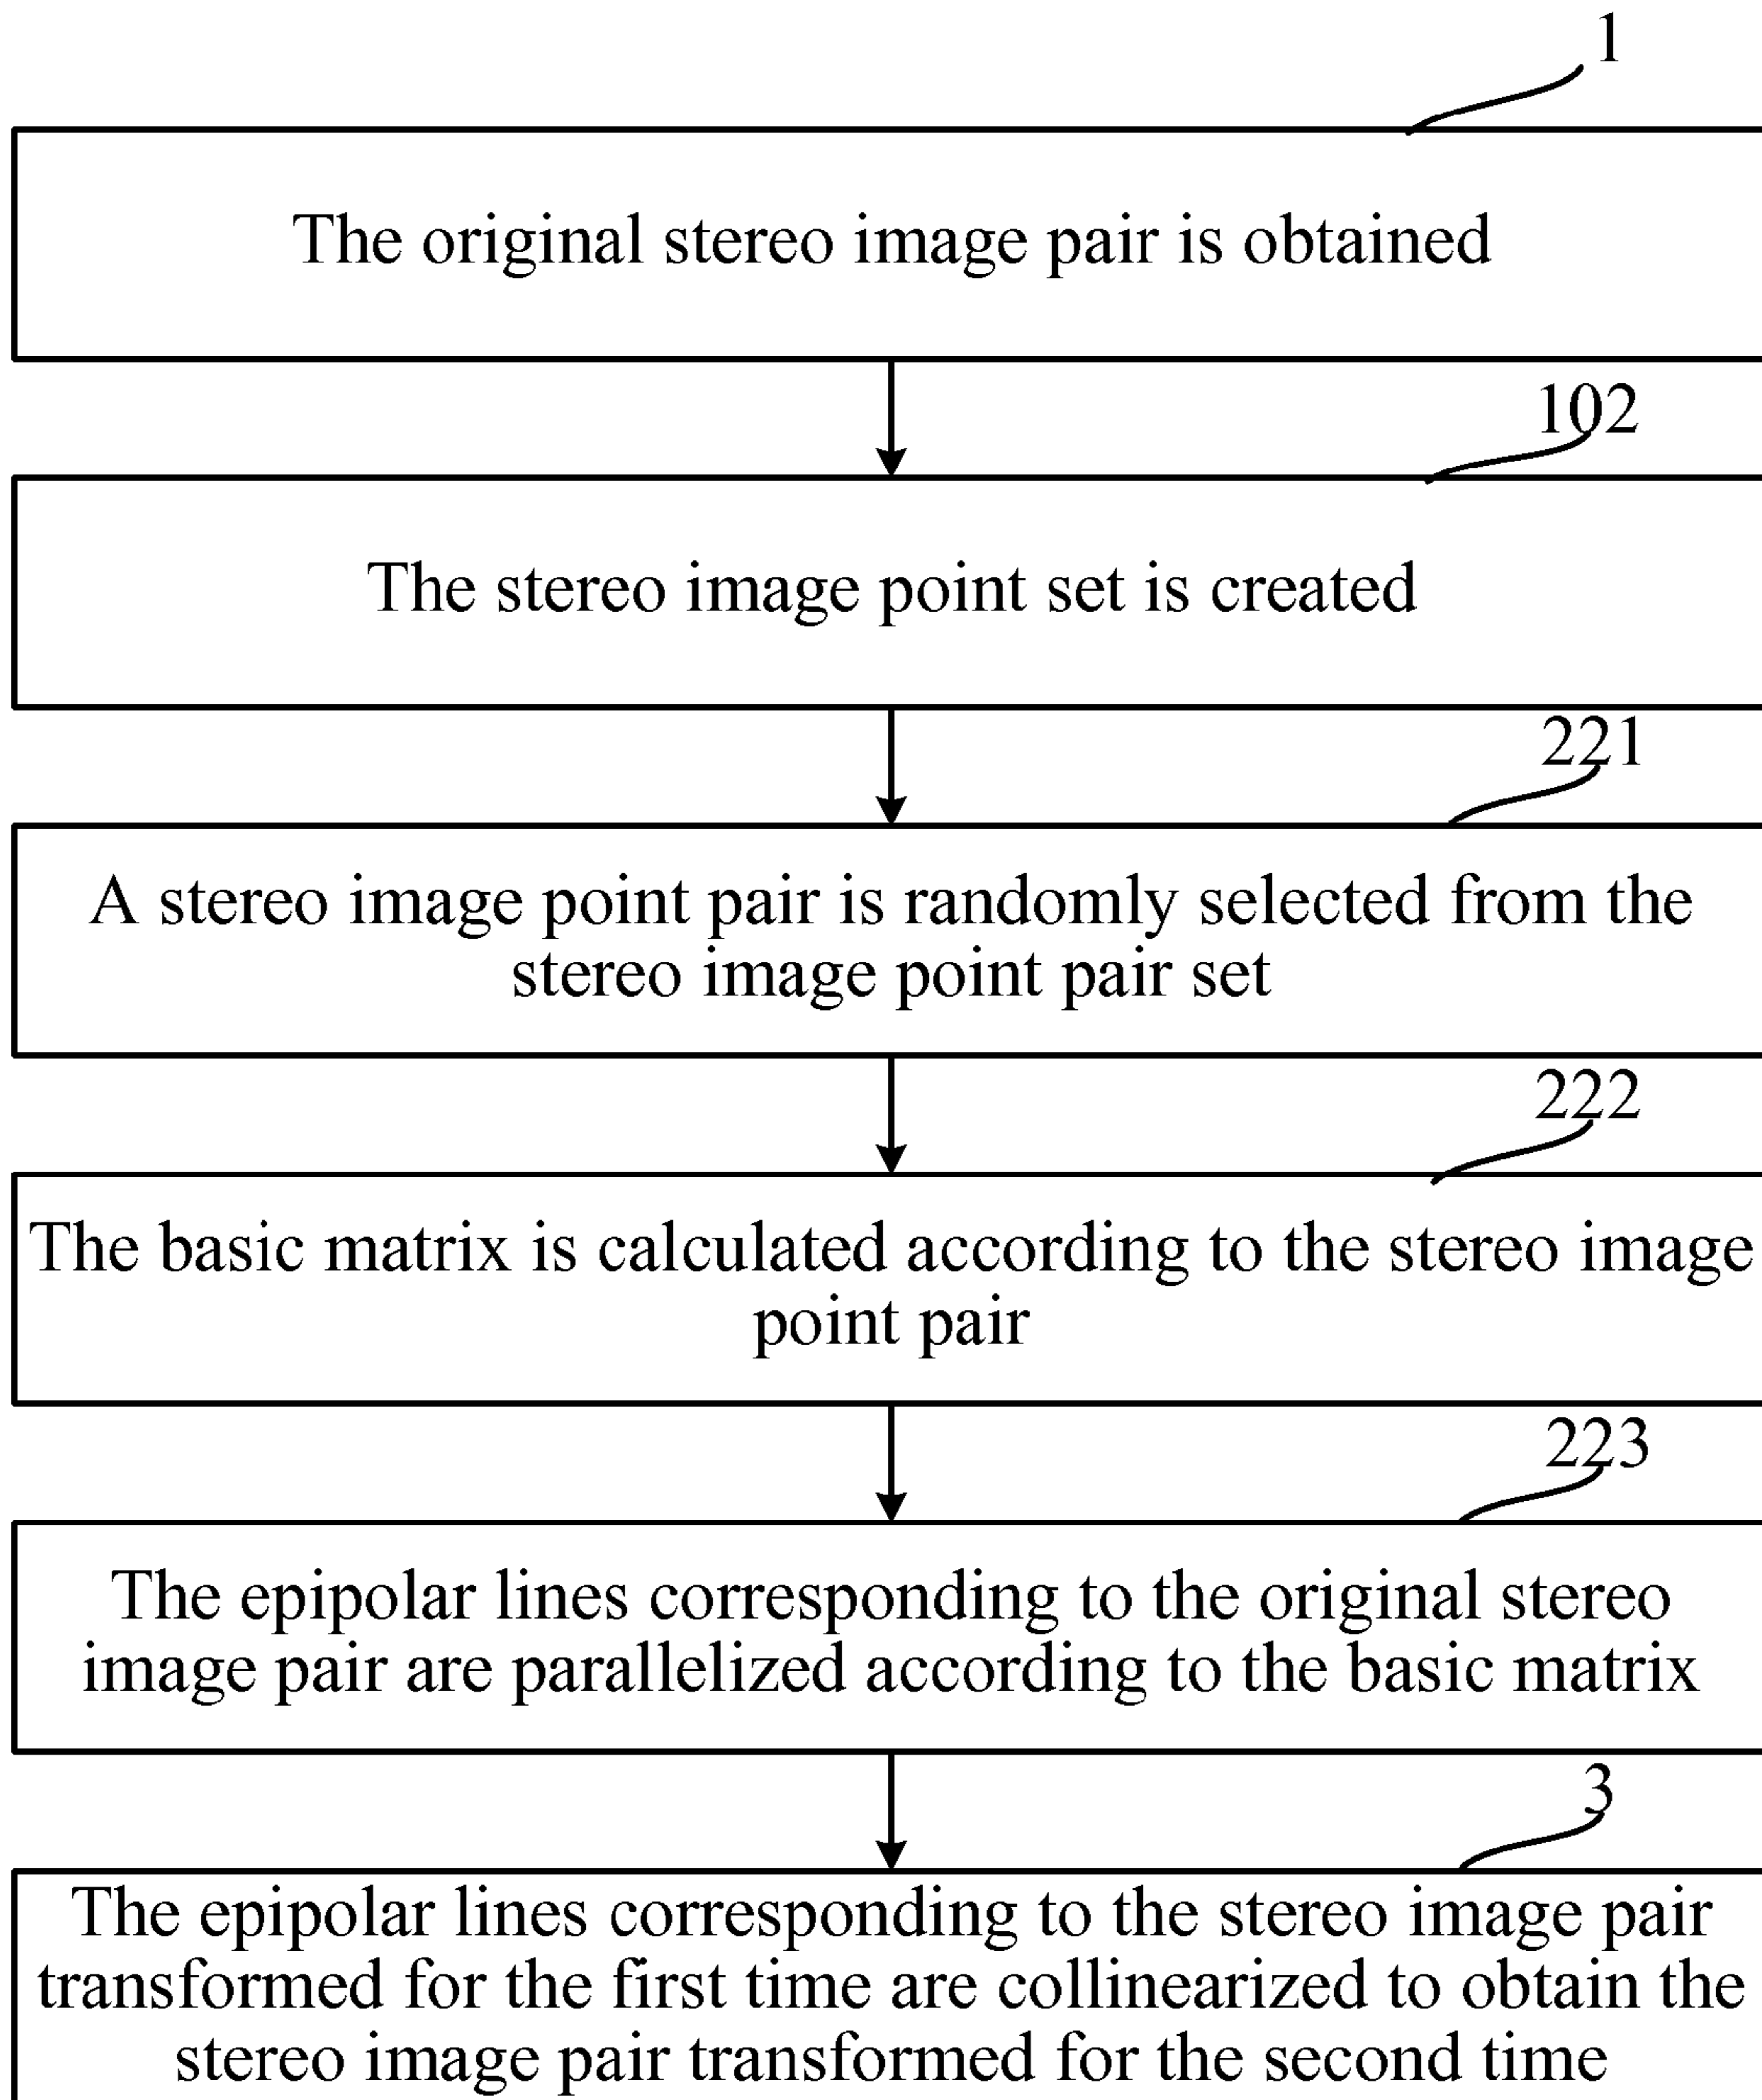 1
The original stereo image pair is obtained
102
The stereo image point set is created
221
A stereo image point pair is randomly selected from the
stereo image point pair set
222
The basic matrix is calculated according to the stereo image
point pair
223
The epipolar lines corresponding to the original stereo
image pair are parallelized according to the basic matrix
3
The epipolar lines corresponding to the stereo image pair
transformed for the first time are collinearized to obtain the
stereo image pair transformed for the second time